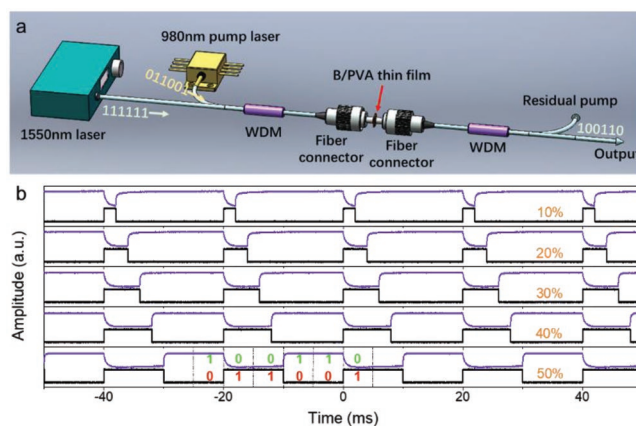 a
980nm pump laser
011001
B/PVA thin film
Residual pump
111111
100110
1550nm laser
WDM
Fiber connector
Fiber connector
WDM
Output
b
Amplitude (a.u.)
10%
20%
30%
40%
1 0 0 1 1 0
0 1 1 0 0 1
50%
-40 -20 0 20 40
Time (ms)